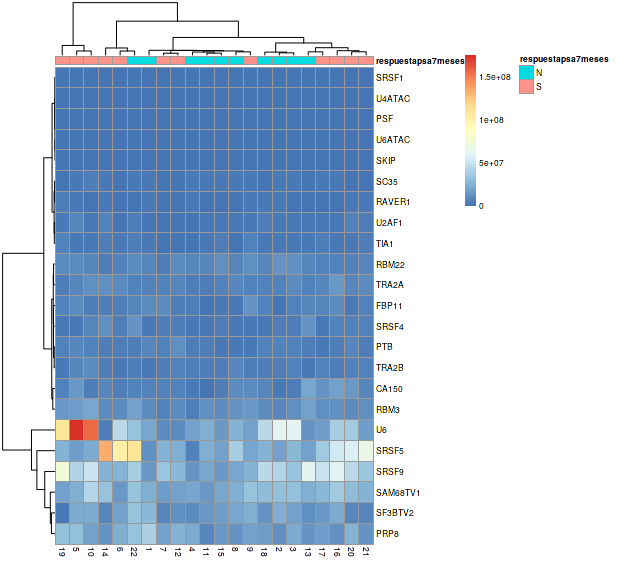 respuestapsa7meses
SRSF1
U4ATAC
PSF
U6ATAC
SKIP
SC35
RAVER1
U2AF1
TIA1
RBM22
TRA2A
FBP11
SRSF4
PTB
TRA2B
CA150
RBM3
U6
SRSF5
SRSF9
SAM68TV1
SF3BTV2
PRP8
19 5 10 14 6 22 1 7 12 4 11 15 8 9 18 2 3 13 17 16 20 21
1.5e+08
1e+08
5e+07
0
respuestapsa7meses
N
S